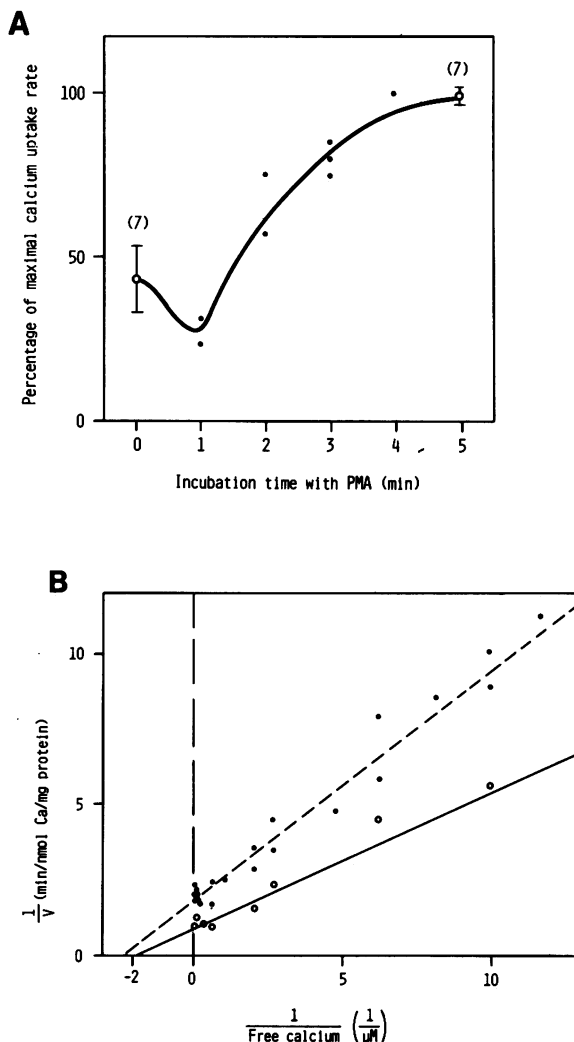 A
Percentage of maximal calcium uptake rate
100
50
0
(7)
(7)
0 1 2 3 4 5
Incubation time with PMA (min)
B
1/V (min/nmol Ca/mg protein)
10
5
0
-2 0 5 10
1/Free calcium (1/µM)